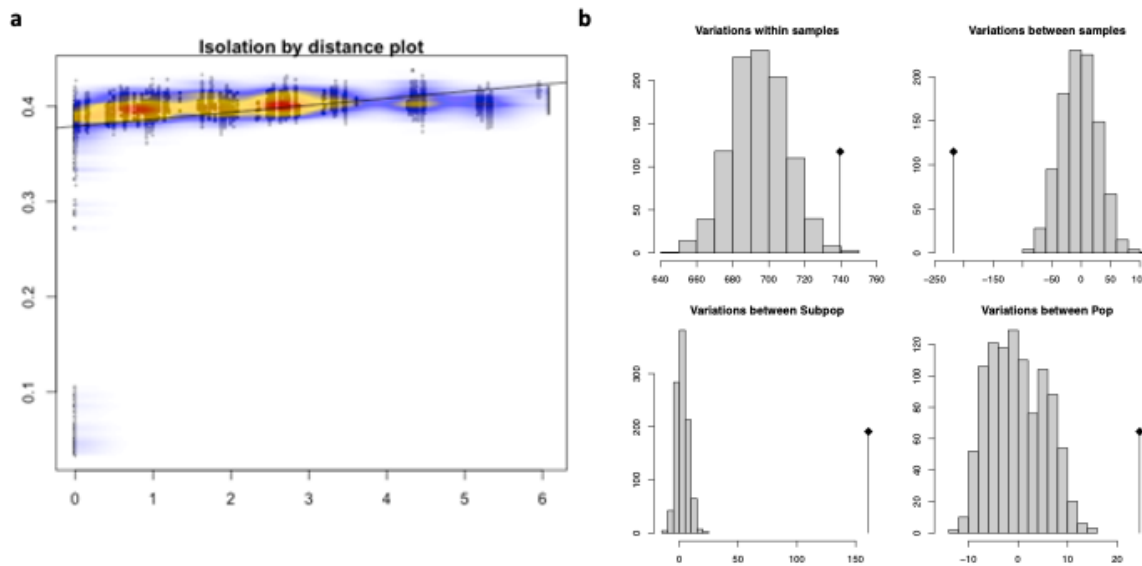 a
Isolation by distance plot
0.4
0.3
0.2
0.1
0 1 2 3 4 5 6
b
Variations within samples
200
150
100
50
0
640 660 680 700 720 740 760
Variations between samples
200
150
100
50
0
−250 −150 −50 0 50
Variations between Subpop
300
200
100
0
0 50 100 150
Variations between Pop
120
100
80
60
40
20
0
−10 0 10 20